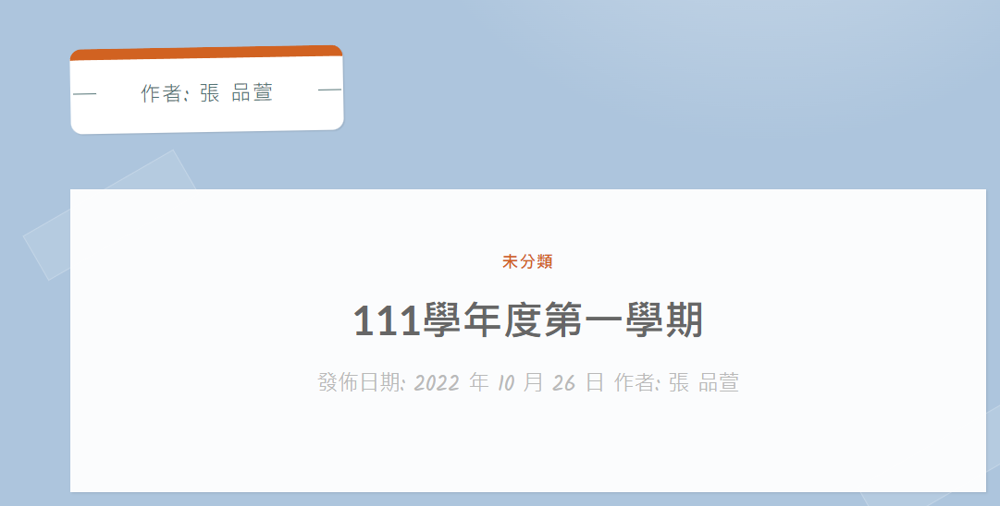 作者: 張 品萱
未分類
111學年度第一學期
發佈日期: 2022 年 10 月 26 日 作者: 張 品萱